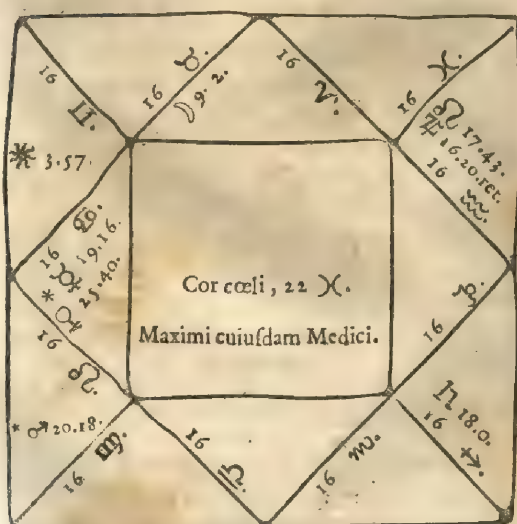 16 ♊.
16 ♉.
☽ 9. 2.
16 ♈.
16 ♓.
☊ 17.43.
♃ 16.20.ret.
16 ♒.
☀ 3.57.
16 ♋.
☿ 19.16.
* ♀ 25.40.
Cor cœli, 22 ♓.
Maximi cuiuſdam Medici.
16 ♑.
16 ♌.
* ♂ 20.18.
16 ♍.
16 ♎.
16 ♏.
♄ 18.0.
16 ♐.